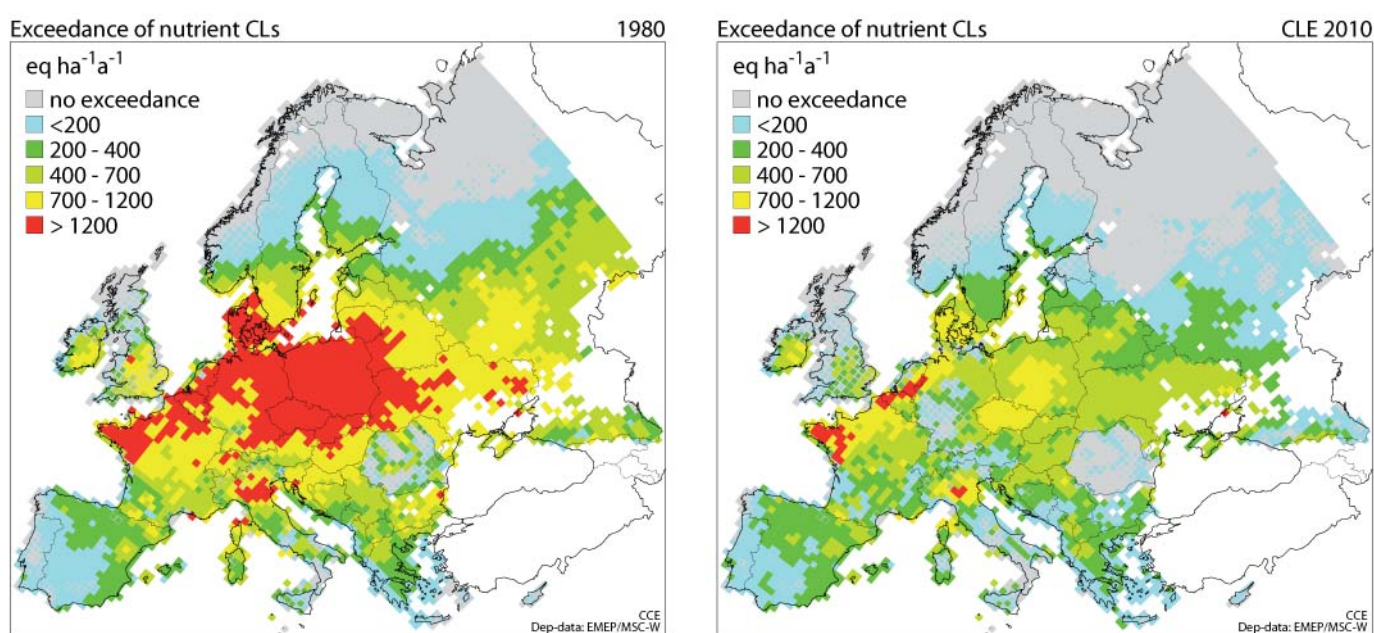 Exceedance of nutrient CLs 1980
eq ha⁻¹a⁻¹
no exceedance
<200
200 - 400
400 - 700
700 - 1200
> 1200
CCE
Dep-data: EMEP/MSC-W
Exceedance of nutrient CLs CLE 2010
eq ha⁻¹a⁻¹
no exceedance
<200
200 - 400
400 - 700
700 - 1200
> 1200
CCE
Dep-data: EMEP/MSC-W